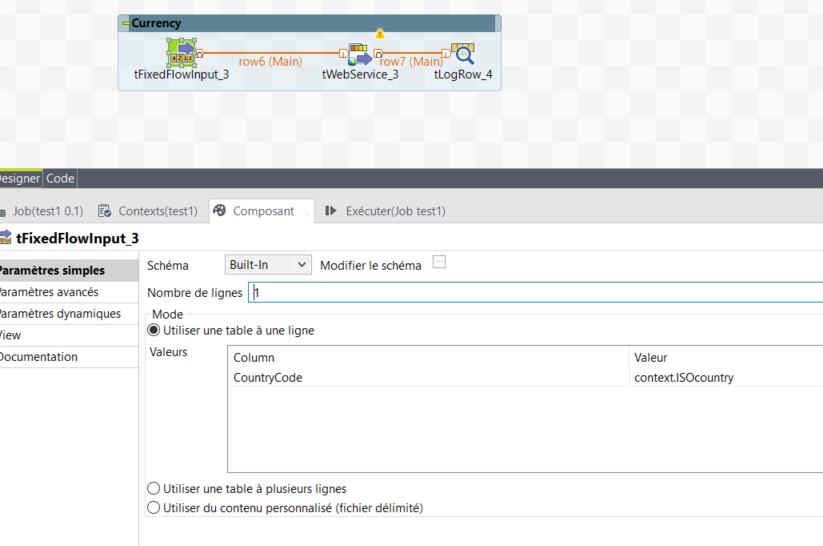 Currency
row6 (Main)
row7 (Main)
tFixedFlowInput_3
tWebService_3
tLogRow_4
Designer
Code
Job(test1 0.1)
Contexts(test1)
Composant
Exécuter(Job test1)
tFixedFlowInput_3
Paramètres simples
Paramètres avancés
Paramètres dynamiques
View
Documentation
Schéma
Built-In
Modifier le schéma
...
Nombre de lignes
1
Mode
Utiliser une table à une ligne
Valeurs
Column
Valeur
CountryCode
context.ISOcountry
Utiliser une table à plusieurs lignes
Utiliser du contenu personnalisé (fichier délimité)